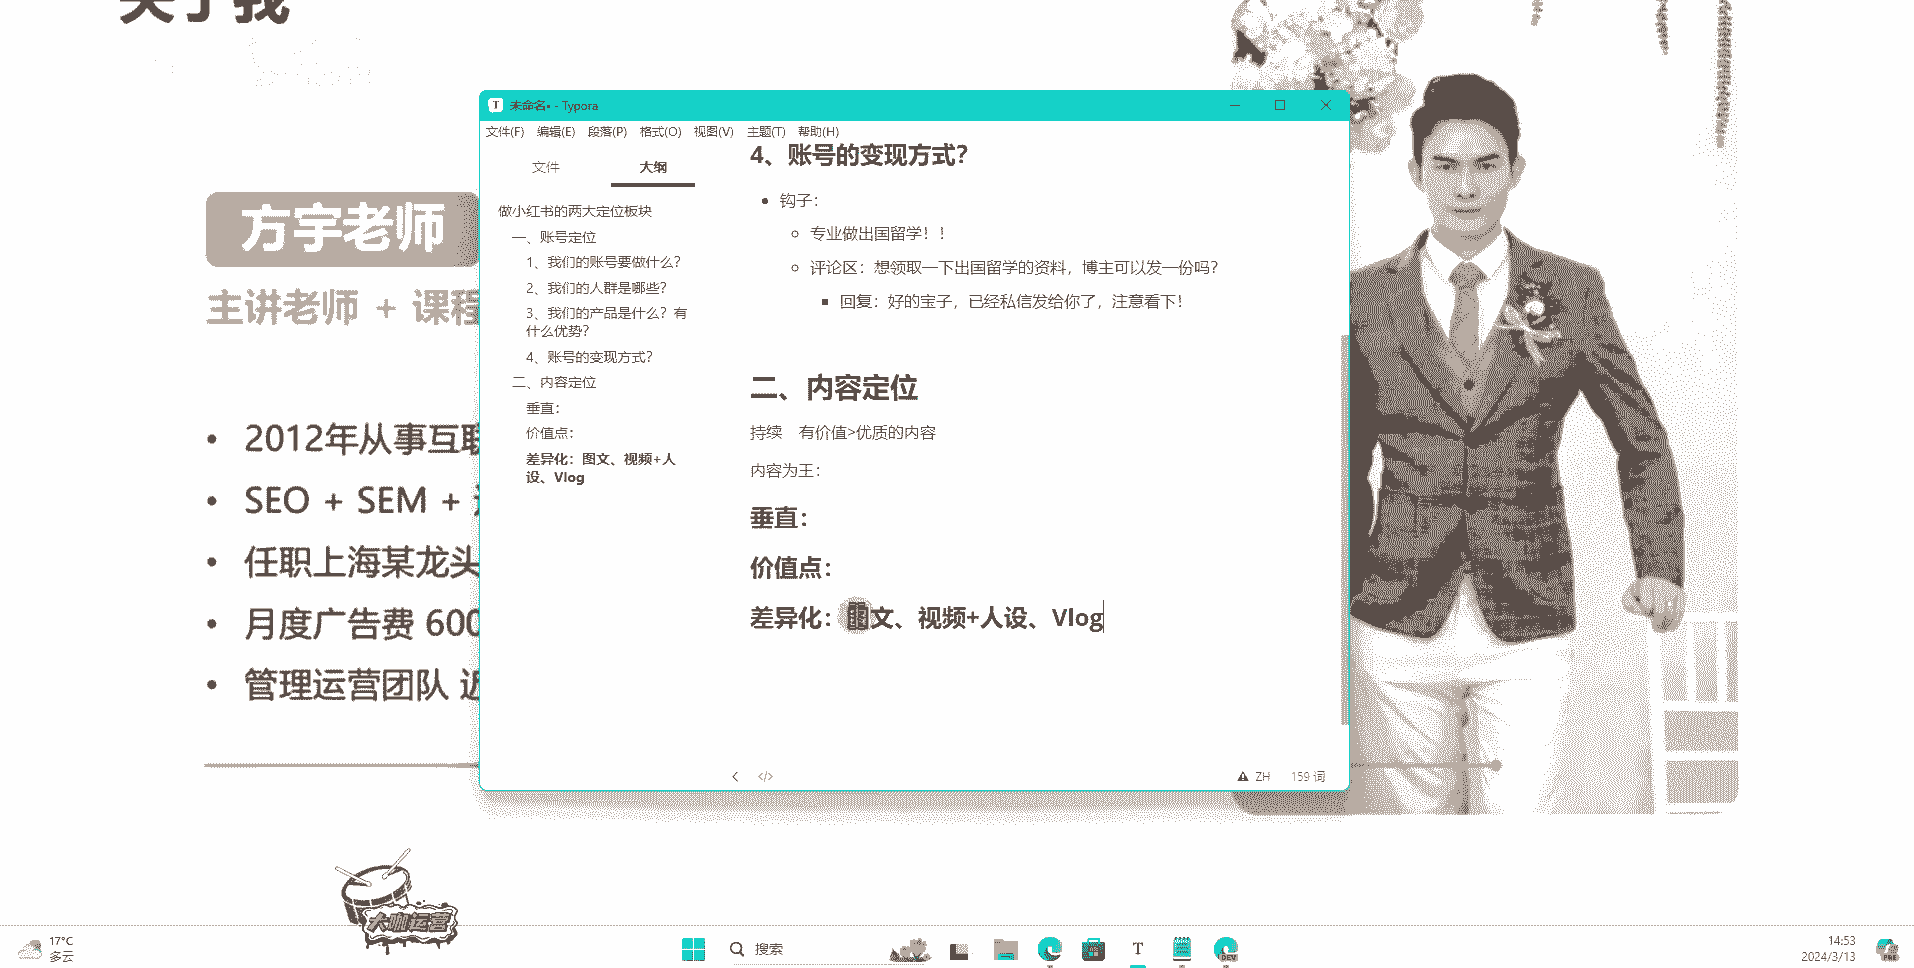 关于我
方宇老师
主讲老师 + 课程
2012年从事互联
SEO + SEM +
任职上海某龙头
月度广告费 600
管理运营团队 近
未命名• - Typora
文件(F) 编辑(E) 段落(P) 格式(O) 视图(V) 主题(T) 帮助(H)
文件 大纲
做小红书的两大定位板块
一、账号定位
1、我们的账号要做什么？
2、我们的人群是哪些？
3、我们的产品是什么？有
什么优势？
4、账号的变现方式？
二、内容定位
垂直：
价值点：
差异化：图文、视频+人
设、Vlog
4、账号的变现方式？
钩子：
专业做出国留学！！
评论区：想领取一下出国留学的资料，博主可以发一份吗？
回复：好的宝子，已经私信发给你了，注意看下！
二、内容定位
持续 有价值>优质的内容
内容为王：
垂直：
价值点：
差异化：图文、视频+人设、Vlog
ZH 159 词
大咖运营
17°C
多云
搜索
T
DEV
14:53
2024/3/13
PRE